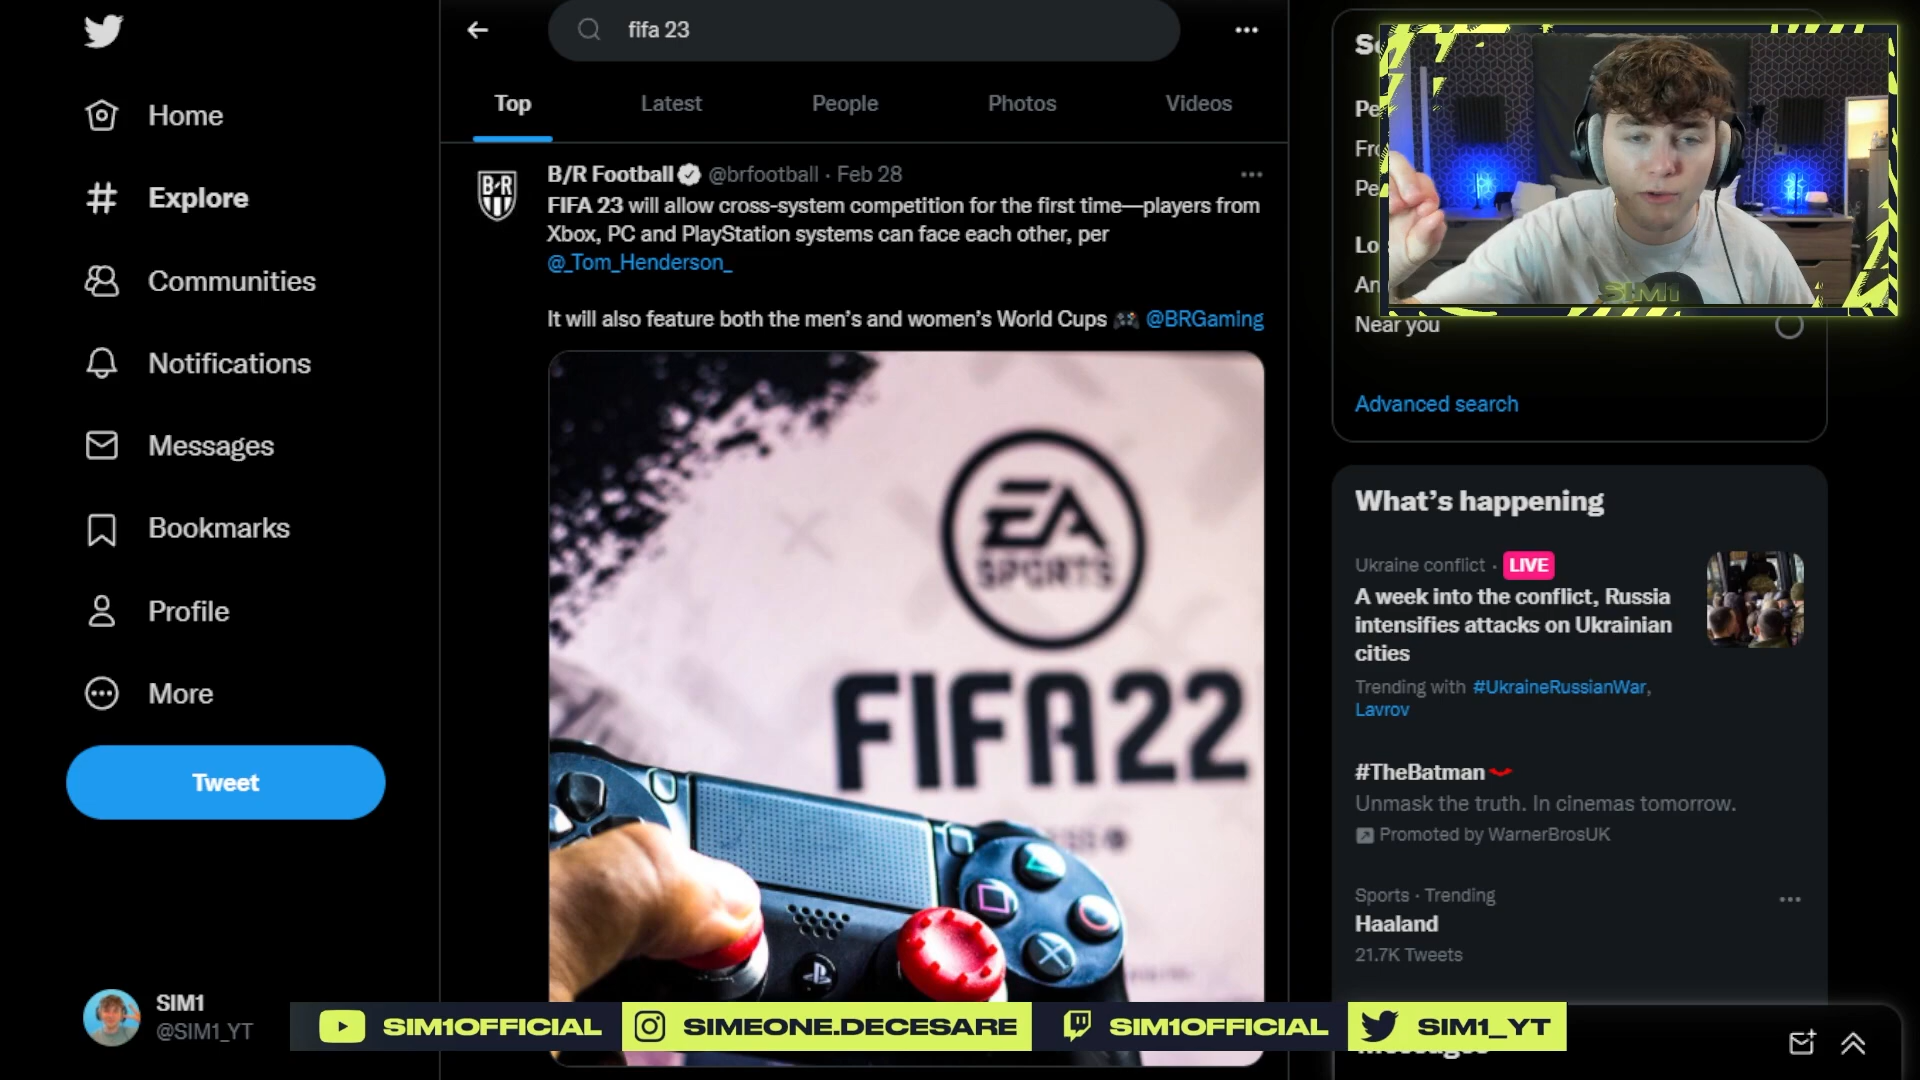 fifa 23
Top
Latest
People
Photos
Videos
Home
Explore
Communities
Notifications
Messages
Bookmarks
Profile
More
Tweet
SIM1
@SIM1_YT
B/R Football @brfootball · Feb 28
FIFA 23 will allow cross-system competition for the first time—players from
Xbox, PC and PlayStation systems can face each other, per
@_Tom_Henderson_
It will also feature both the men's and women's World Cups 🎮 @BRGaming
B·R
EA
SPORTS
FIFA 22
SIM1
Near you
Advanced search
What's happening
Ukraine conflict · LIVE
A week into the conflict, Russia
intensifies attacks on Ukrainian
cities
Trending with #UkraineRussianWar,
Lavrov
#TheBatman
Unmask the truth. In cinemas tomorrow.
Promoted by WarnerBrosUK
Sports · Trending
Haaland
21.7K Tweets
SIM1OFFICIAL
SIMEONE.DECESARE
SIM1OFFICIAL
SIM1_YT